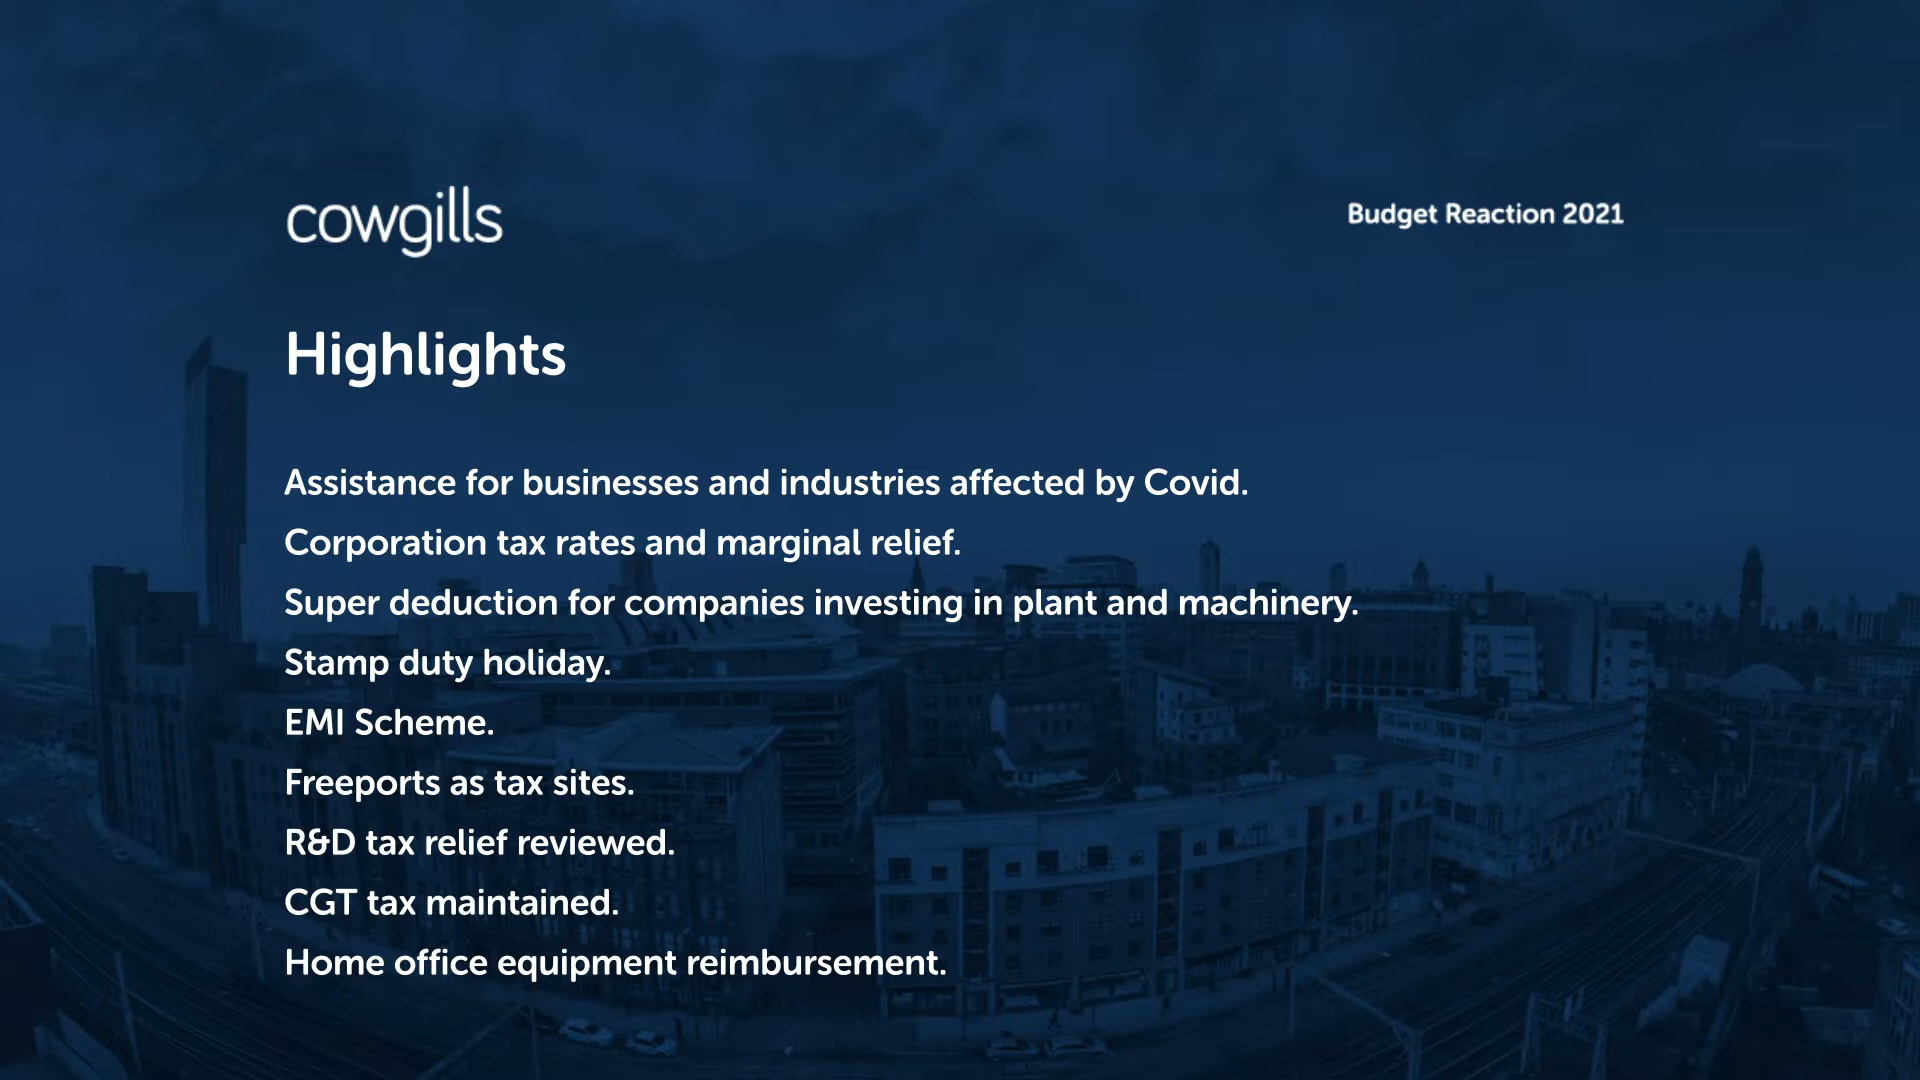 cowgills
Budget Reaction 2021
Highlights
Assistance for businesses and industries affected by Covid.
Corporation tax rates and marginal relief.
Super deduction for companies investing in plant and machinery.
Stamp duty holiday.
EMI Scheme.
Freeports as tax sites.
R&D tax relief reviewed.
CGT tax maintained.
Home office equipment reimbursement.